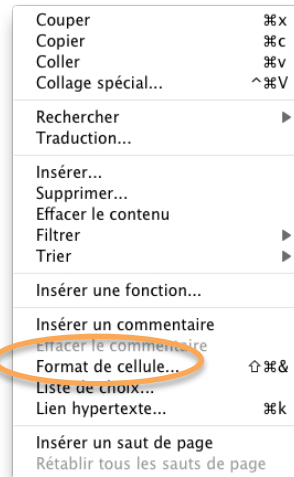 Couper ⌘x
Copier ⌘c
Coller ⌘v
Collage spécial... ^⌘V
Rechercher
Traduction...
Insérer...
Supprimer...
Effacer le contenu
Filtrer
Trier
Insérer une fonction...
Insérer un commentaire
Effacer le commentaire
Format de cellule... ⇧⌘&
Liste de choix...
Lien hypertexte... ⌘k
Insérer un saut de page
Rétablir tous les sauts de page